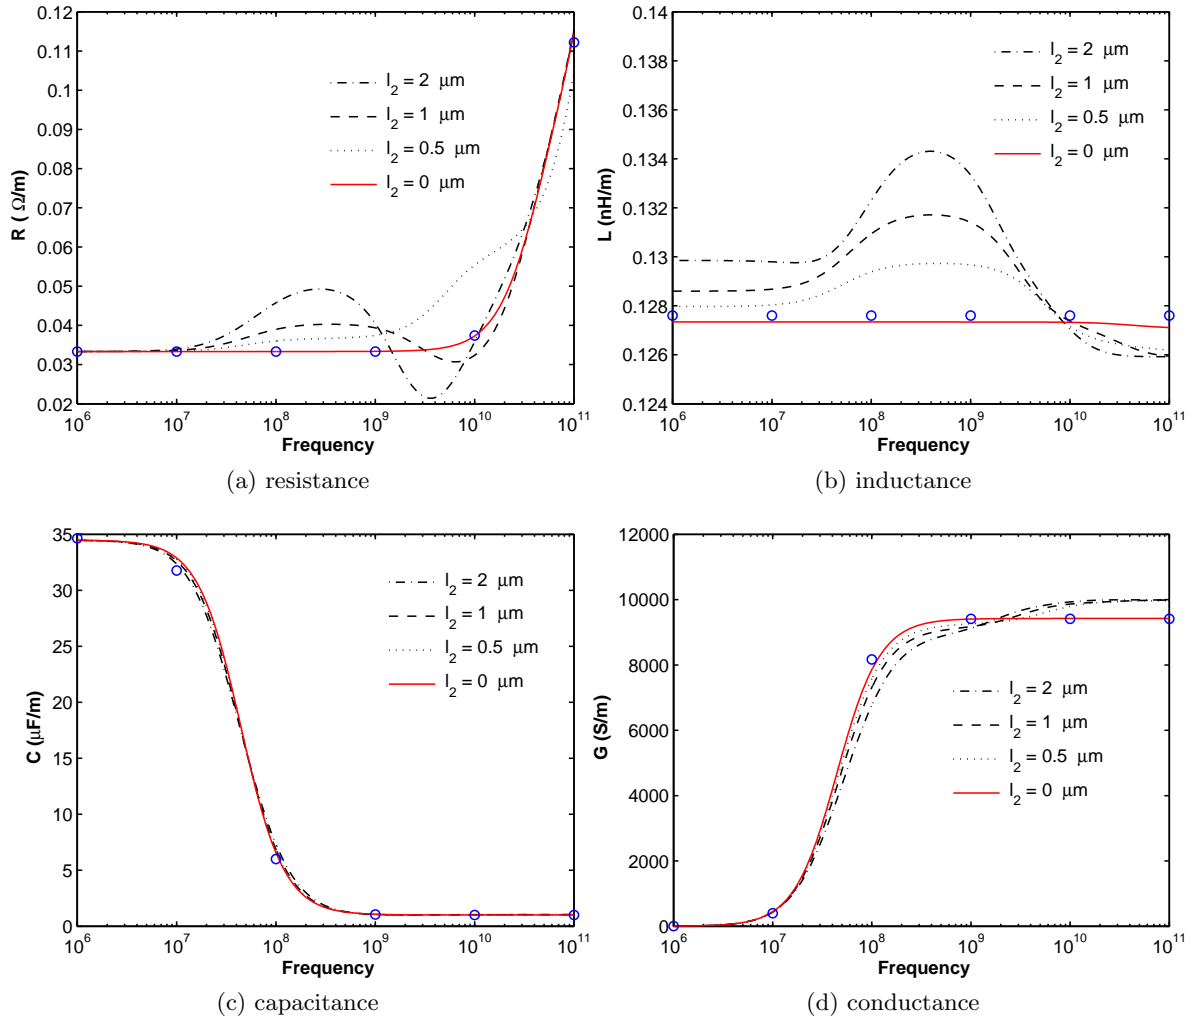 0.11
0.1
0.09
0.08
0.07
0.06
0.05
0.04
0.03
0.02
R ( Ω/m)
l2 = 2 μm
l2 = 1 μm
l2 = 0.5 μm
l2 = 0 μm
10^6 10^7 10^8 10^9 10^10 10^11
Frequency
(a) resistance
0.14
0.138
0.136
0.134
0.132
0.13
0.128
0.126
0.124
L (nH/m)
l2 = 2 μm
l2 = 1 μm
l2 = 0.5 μm
l2 = 0 μm
10^6 10^7 10^8 10^9 10^10 10^11
Frequency
(b) inductance
35
30
25
20
15
10
5
0
C (μF/m)
l2 = 2 μm
l2 = 1 μm
l2 = 0.5 μm
l2 = 0 μm
10^6 10^7 10^8 10^9 10^10 10^11
Frequency
(c) capacitance
12000
10000
8000
6000
4000
2000
0
G (S/m)
l2 = 2 μm
l2 = 1 μm
l2 = 0.5 μm
l2 = 0 μm
10^6 10^7 10^8 10^9 10^10 10^11
Frequency
(d) conductance